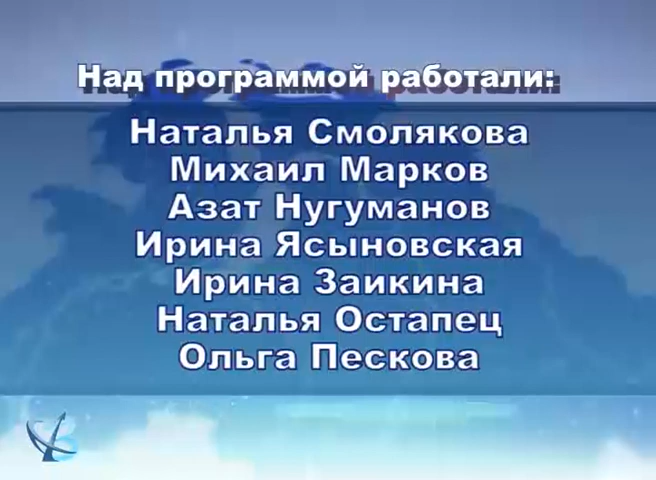 Над программой работали:
Наталья Смолякова
Михаил Марков
Азат Нугуманов
Ирина Ясыновская
Ирина Заикина
Наталья Остапец
Ольга Пескова